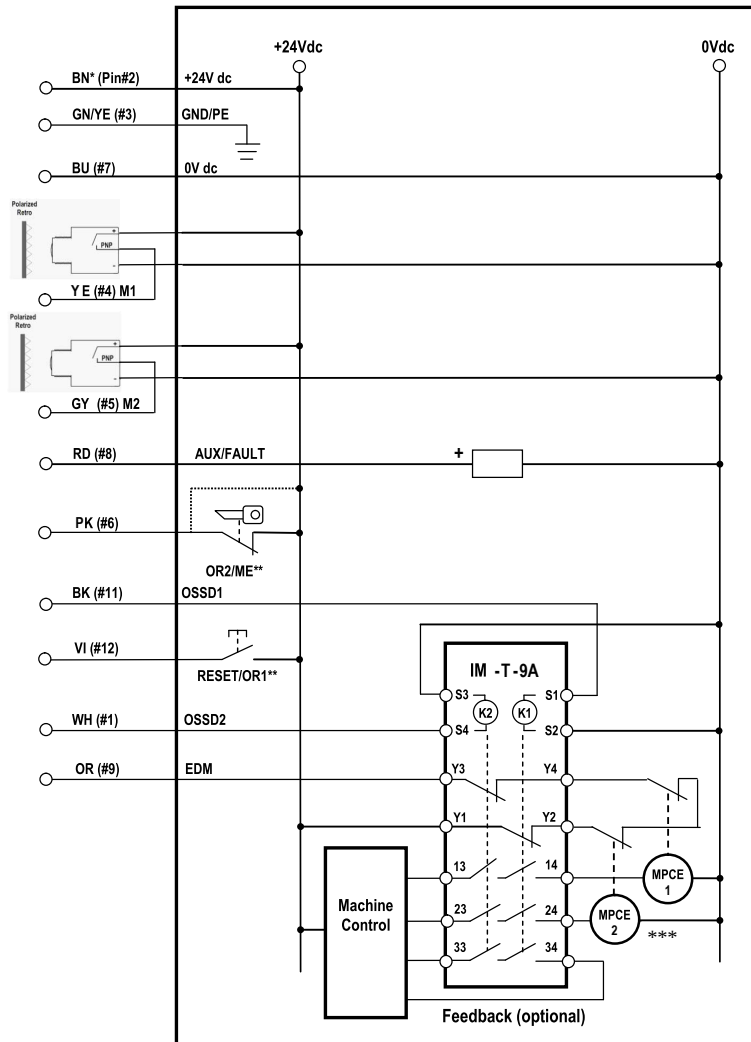 +24Vdc 0Vdc
BN* (Pin#2) +24V dc
GN/YE (#3) GND/PE
BU (#7) 0V dc
Polarized
Retro
+
PNP
-
YE (#4) M1
Polarized
Retro
+
PNP
-
GY (#5) M2
RD (#8) AUX/FAULT +
PK (#6)
OR2/ME**
BK (#11) OSSD1
VI (#12)
RESET/OR1**
IM -T-9A
S3 K2 K1 S1
WH (#1) OSSD2 S4 S2
OR (#9) EDM Y3 Y4
Y1 Y2
13 14 MPCE
1
Machine
Control
23 24 MPCE
2
***
33 34
Feedback (optional)